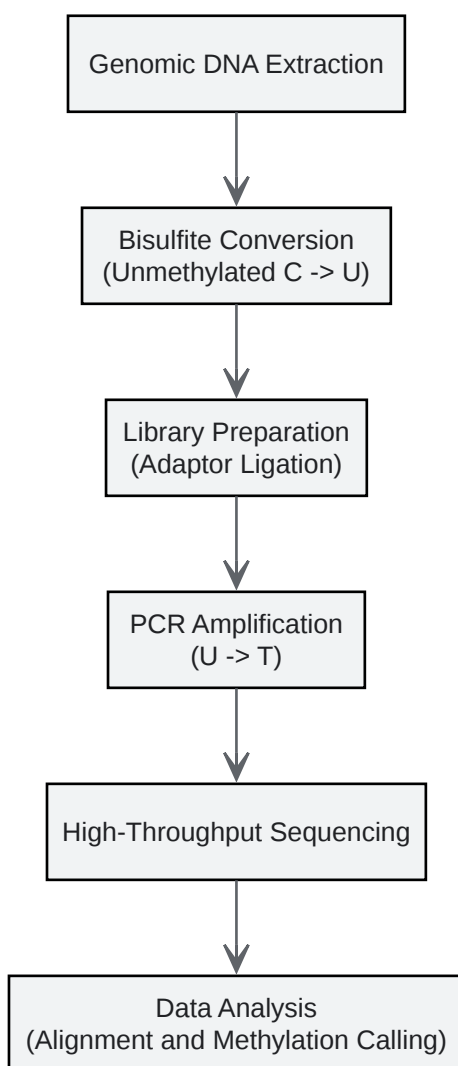 Genomic DNA Extraction
Bisulfite Conversion
(Unmethylated C -> U)
Library Preparation
(Adaptor Ligation)
PCR Amplification
(U -> T)
High-Throughput Sequencing
Data Analysis
(Alignment and Methylation Calling)